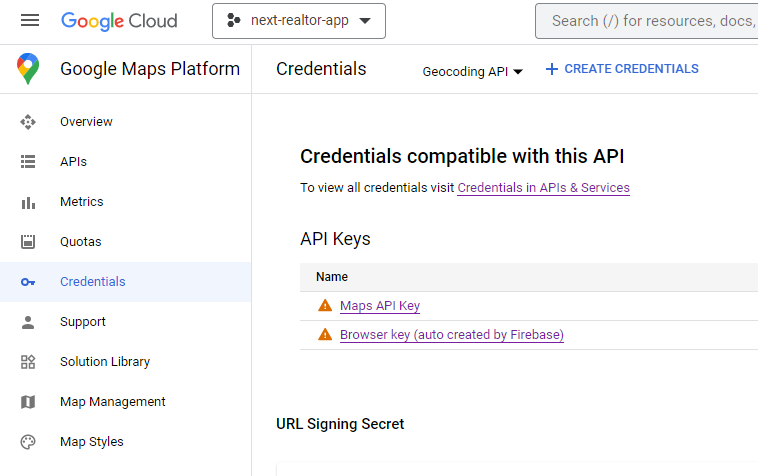 Google Cloud
next-realtor-app
Search (/) for resources, docs,
Google Maps Platform
Credentials
Geocoding API
+ CREATE CREDENTIALS
Overview
APIs
Metrics
Quotas
Credentials
Support
Solution Library
Map Management
Map Styles
Credentials compatible with this API
To view all credentials visit Credentials in APIs & Services
API Keys
Name
Maps API Key
Browser key (auto created by Firebase)
URL Signing Secret